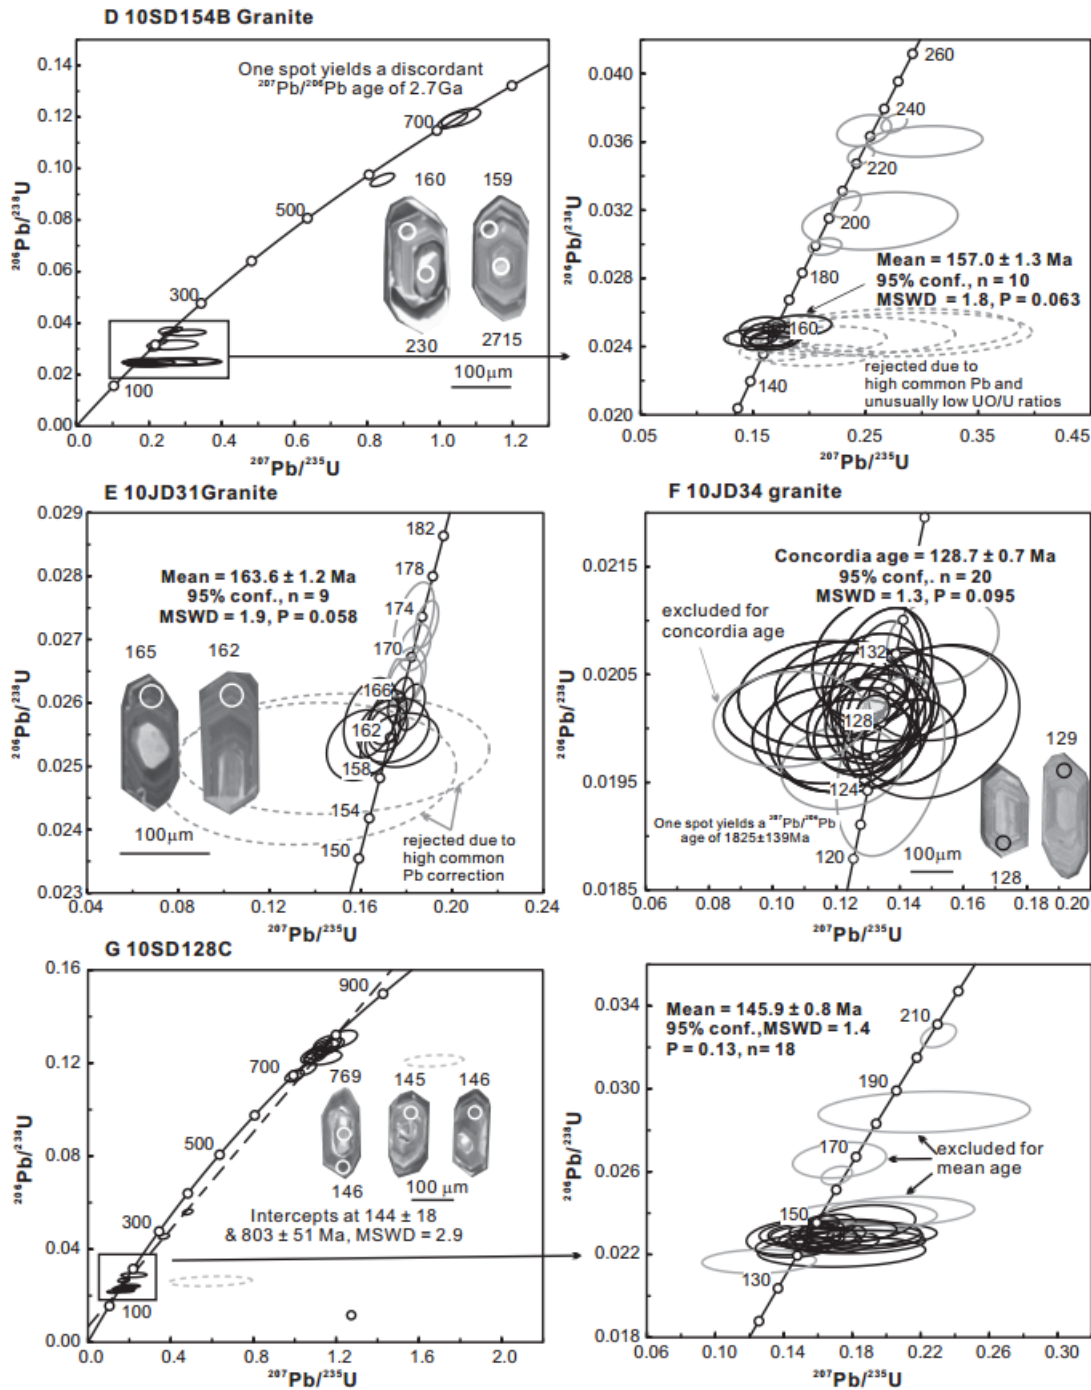 D 10SD154B Granite
0.14
0.12
0.10
0.08
0.06
0.04
0.02
0.00
0.0
0.2
0.4
0.6
0.8
1.0
1.2
²⁰⁶Pb/²³⁸U
²⁰⁷Pb/²³⁵U
One spot yields a discordant
²⁰⁷Pb/²⁰⁶Pb age of 2.7Ga
700
500
300
100
160
159
230
2715
100μm
0.040
0.036
0.032
0.028
0.024
0.020
0.05
0.15
0.25
0.35
0.45
²⁰⁶Pb/²³⁸U
²⁰⁷Pb/²³⁵U
260
240
220
200
180
160
140
Mean = 157.0 ± 1.3 Ma
95% conf., n = 10
MSWD = 1.8, P = 0.063
rejected due to
high common Pb and
unusually low UO/U ratios
E 10JD31Granite
0.029
0.028
0.027
0.026
0.025
0.024
0.023
0.04
0.08
0.12
0.16
0.20
0.24
²⁰⁶Pb/²³⁸U
²⁰⁷Pb/²³⁵U
182
178
174
170
166
162
158
154
150
Mean = 163.6 ± 1.2 Ma
95% conf., n = 9
MSWD = 1.9, P = 0.058
165
162
100μm
rejected due to
high common
Pb correction
F 10JD34 granite
0.0215
0.0205
0.0195
0.0185
0.06
0.08
0.10
0.12
0.14
0.16
0.18
0.20
²⁰⁶Pb/²³⁸U
²⁰⁷Pb/²³⁵U
Concordia age = 128.7 ± 0.7 Ma
95% conf,. n = 20
MSWD = 1.3, P = 0.095
excluded for
concordia age
132
128
124
120
One spot yields a ²⁰⁷Pb/²⁰⁶Pb
age of 1825±139Ma
100μm
129
128
G 10SD128C
0.16
0.12
0.08
0.04
0.00
0.0
0.4
0.8
1.2
1.6
2.0
²⁰⁶Pb/²³⁸U
²⁰⁷Pb/²³⁵U
900
700
500
300
100
769
145
146
146
100 μm
Intercepts at 144 ± 18
& 803 ± 51 Ma, MSWD = 2.9
0.034
0.030
0.026
0.022
0.018
0.06
0.10
0.14
0.18
0.22
0.26
0.30
²⁰⁶Pb/²³⁸U
²⁰⁷Pb/²³⁵U
Mean = 145.9 ± 0.8 Ma
95% conf.,MSWD = 1.4
P = 0.13, n= 18
210
190
170
150
130
excluded for
mean age